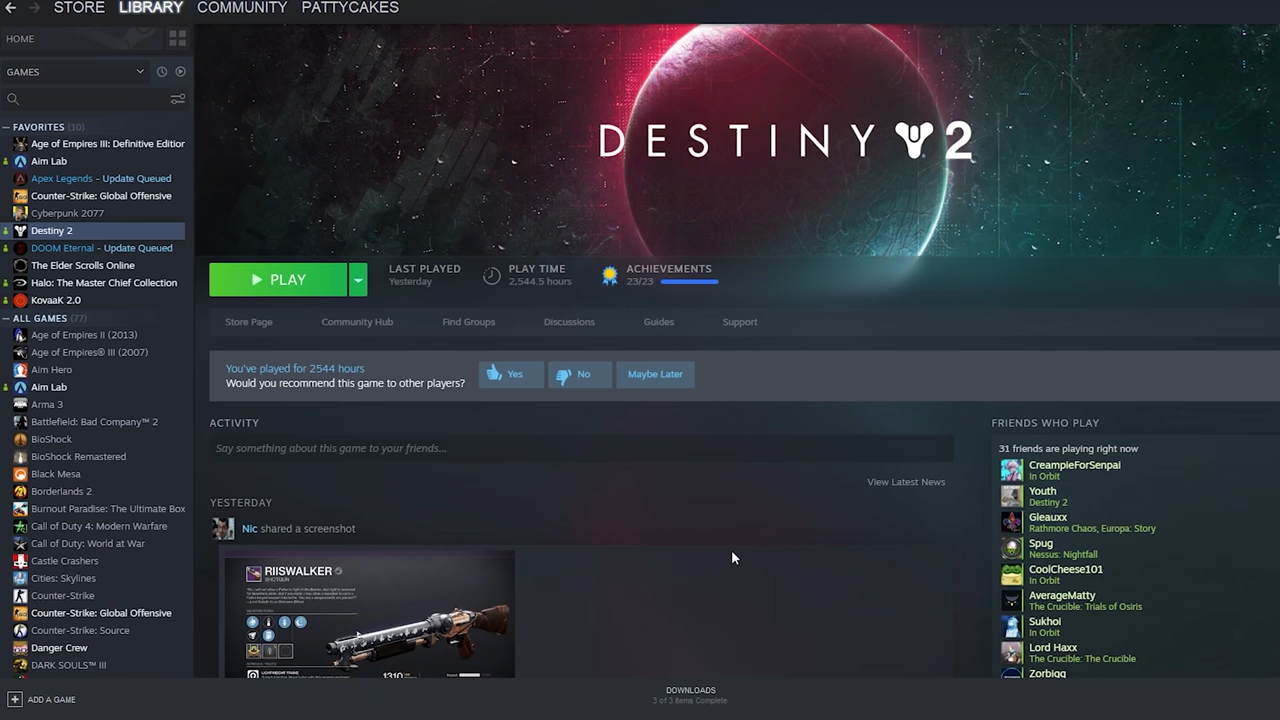 STORE LIBRARY COMMUNITY PATTYCAKES
HOME
GAMES
FAVORITES (10)
Age of Empires III: Definitive Edition
Aim Lab
Apex Legends - Update Queued
Counter-Strike: Global Offensive
Cyberpunk 2077
Destiny 2
DOOM Eternal - Update Queued
The Elder Scrolls Online
Halo: The Master Chief Collection
KovaaK 2.0
ALL GAMES (77)
Age of Empires II (2013)
Age of Empires® III (2007)
Aim Hero
Aim Lab
Arma 3
Battlefield: Bad Company™ 2
BioShock
BioShock Remastered
Black Mesa
Borderlands 2
Burnout Paradise: The Ultimate Box
Call of Duty 4: Modern Warfare
Call of Duty: World at War
Castle Crashers
Cities: Skylines
Counter-Strike
Counter-Strike: Global Offensive
Counter-Strike: Source
Danger Crew
DARK SOULS™ III
ADD A GAME
DESTINY 2
PLAY
LAST PLAYED
Yesterday
PLAY TIME
2,544.5 hours
ACHIEVEMENTS
23/23
Store Page Community Hub Find Groups Discussions Guides Support
You've played for 2544 hours
Would you recommend this game to other players?
Yes No Maybe Later
ACTIVITY
Say something about this game to your friends...
View Latest News
YESTERDAY
Nic shared a screenshot
RIISWALKER
SHOTGUN
LIGHTWEIGHT FRAME
1310
FRIENDS WHO PLAY
31 friends are playing right now
CreampieForSenpai
In Orbit
Youth
Destiny 2
Gleauxx
Rathmore Chaos, Europa: Story
Spug
Nessus: Nightfall
CoolCheese101
In Orbit
AverageMatty
The Crucible: Trials of Osiris
Sukhoi
In Orbit
Lord Haxx
The Crucible: The Crucible
Zorbigg
DOWNLOADS
3 of 3 Items Complete